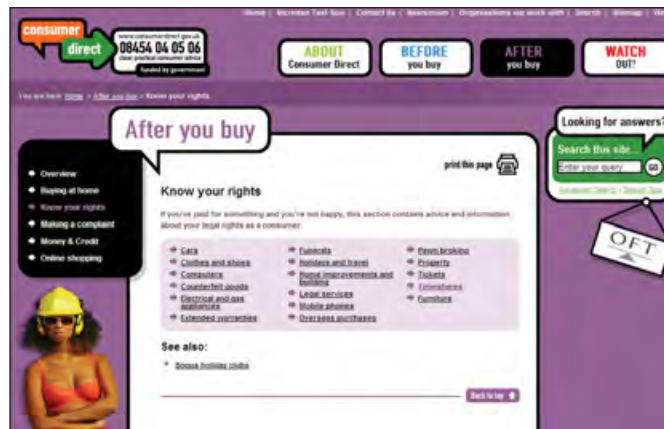 Home | Increase Text Size | Contact Us | Newsroom | Organisations we work with | Search | Sitemap |
consumer
direct
www.consumerdirect.gov.uk
08454 04 05 06
clear, practical consumer advice
funded by government
ABOUT
Consumer Direct
BEFORE
you buy
AFTER
you buy
WATCH
OUT!
You are here: Home > After you buy > Know your rights
After you buy
Overview
Buying at home
Know your rights
Making a complaint
Money & Credit
Online shopping
print this page
Know your rights
If you've paid for something and you're not happy, this section contains advice and information
about your legal rights as a consumer.
Cars
Clothes and shoes
Computers
Counterfeit goods
Electrical and gas
appliances
Extended warranties
Funerals
Holidays and travel
Home improvements and
building
Legal services
Mobile phones
Overseas purchases
Pawn broking
Property
Tickets
Timeshares
Furniture
See also:
Bogus holiday clubs
Back to top
Looking for answers?
Search this site...
Enter your query
GO
Advanced Search | Search Tips
OFT